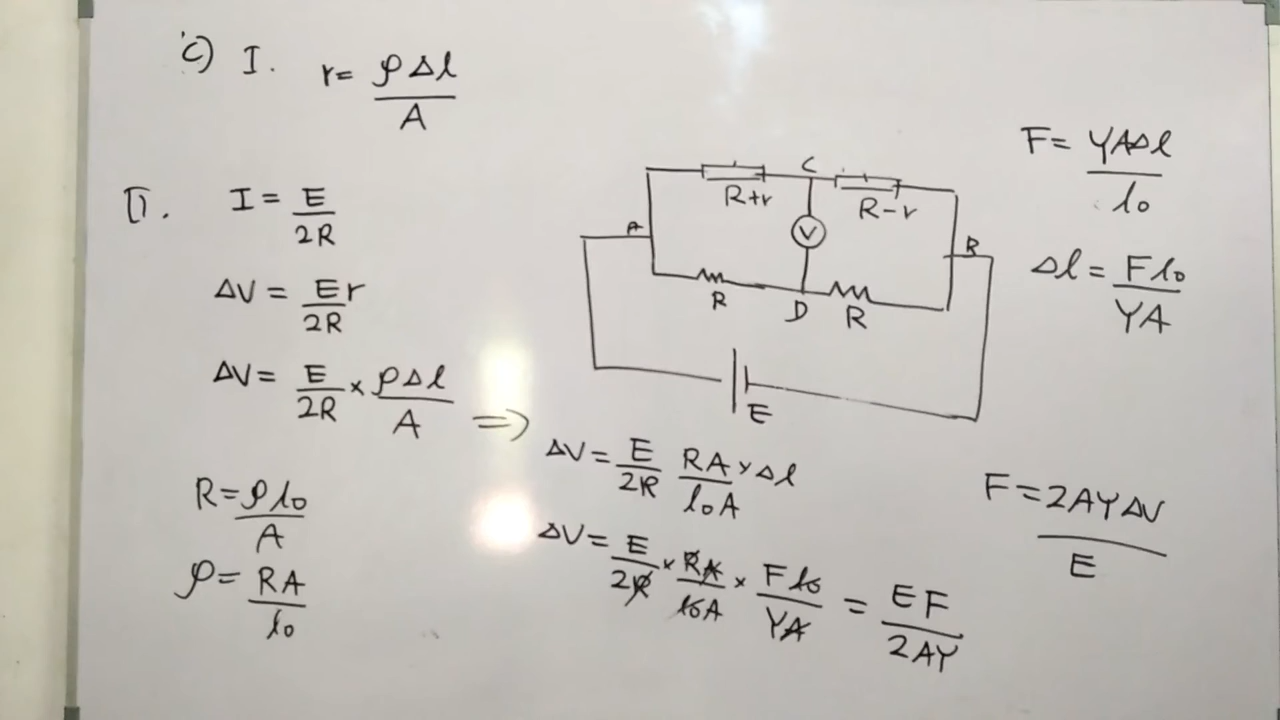 c) I. r = ρΔl / A
II. I = E / 2R
ΔV = Er / 2R
ΔV = E / 2R × ρΔl / A ⇒
R = ρl₀ / A
ρ = RA / l₀
C
R+r
R-r
A
V
B
R
D
R
E
ΔV = E / 2R RA / l₀A × Δl
ΔV = E / 2R × RA / l₀A × Fl₀ / YA = EF / 2AY
F = YAΔl / l₀
Δl = Fl₀ / YA
F = 2AYΔV / E